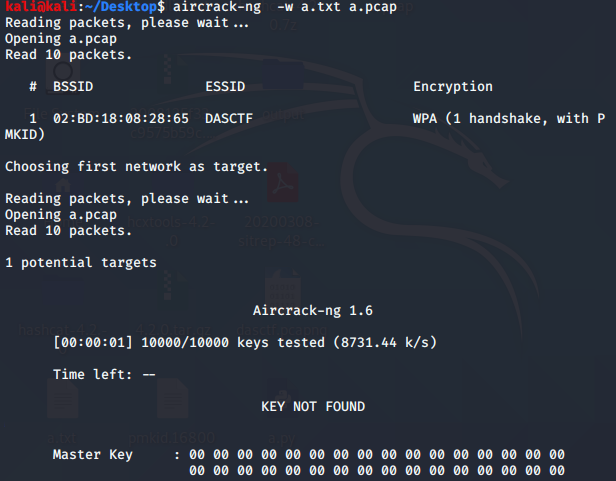 kali@kali:~/Desktop$ aircrack-ng  -w a.txt a.pcap
Reading packets, please wait...
Opening a.pcap
Read 10 packets.
#  BSSID              ESSID                     Encryption
1  02:BD:18:08:28:65  DASCTF                    WPA (1 handshake, with P
MKID)
Choosing first network as target.
Reading packets, please wait...
Opening a.pcap
Read 10 packets.
1 potential targets
Aircrack-ng 1.6
[00:00:01] 10000/10000 keys tested (8731.44 k/s)
Time left: --
KEY NOT FOUND
Master Key     : 00 00 00 00 00 00 00 00 00 00 00 00 00 00 00 00
00 00 00 00 00 00 00 00 00 00 00 00 00 00 00 00